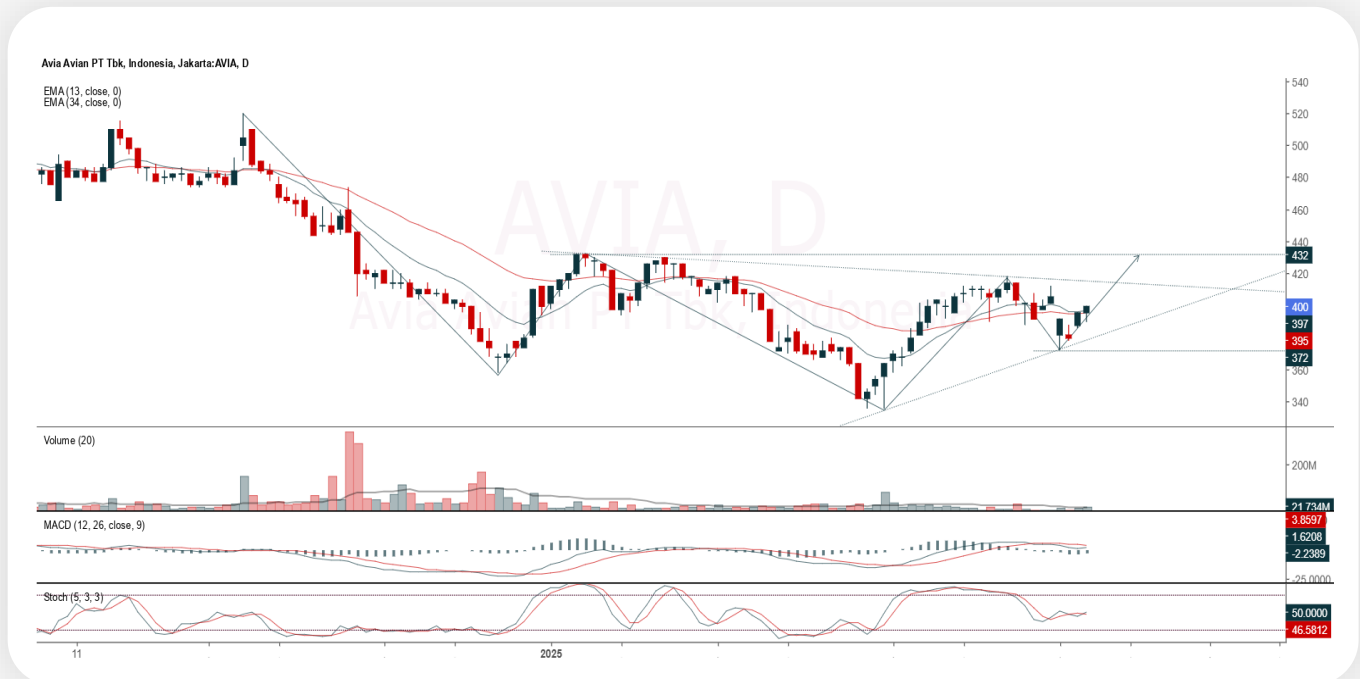 Avia Avian PT Tbk, Indonesia, Jakarta:AVIA, D
EMA (13, close, 0)
EMA (34, close, 0)
AVIA, D
Avia Avian PT Tbk, Indonesia
540
520
500
480
460
440
432
420
400
397
395
372
360
340
Volume (20)
200M
21.734M
MACD (12, 26, close, 9)
3.8597
1.6208
-2.2389
-25.0000
Stoch (5, 3, 3)
50.0000
46.5812
11
2025